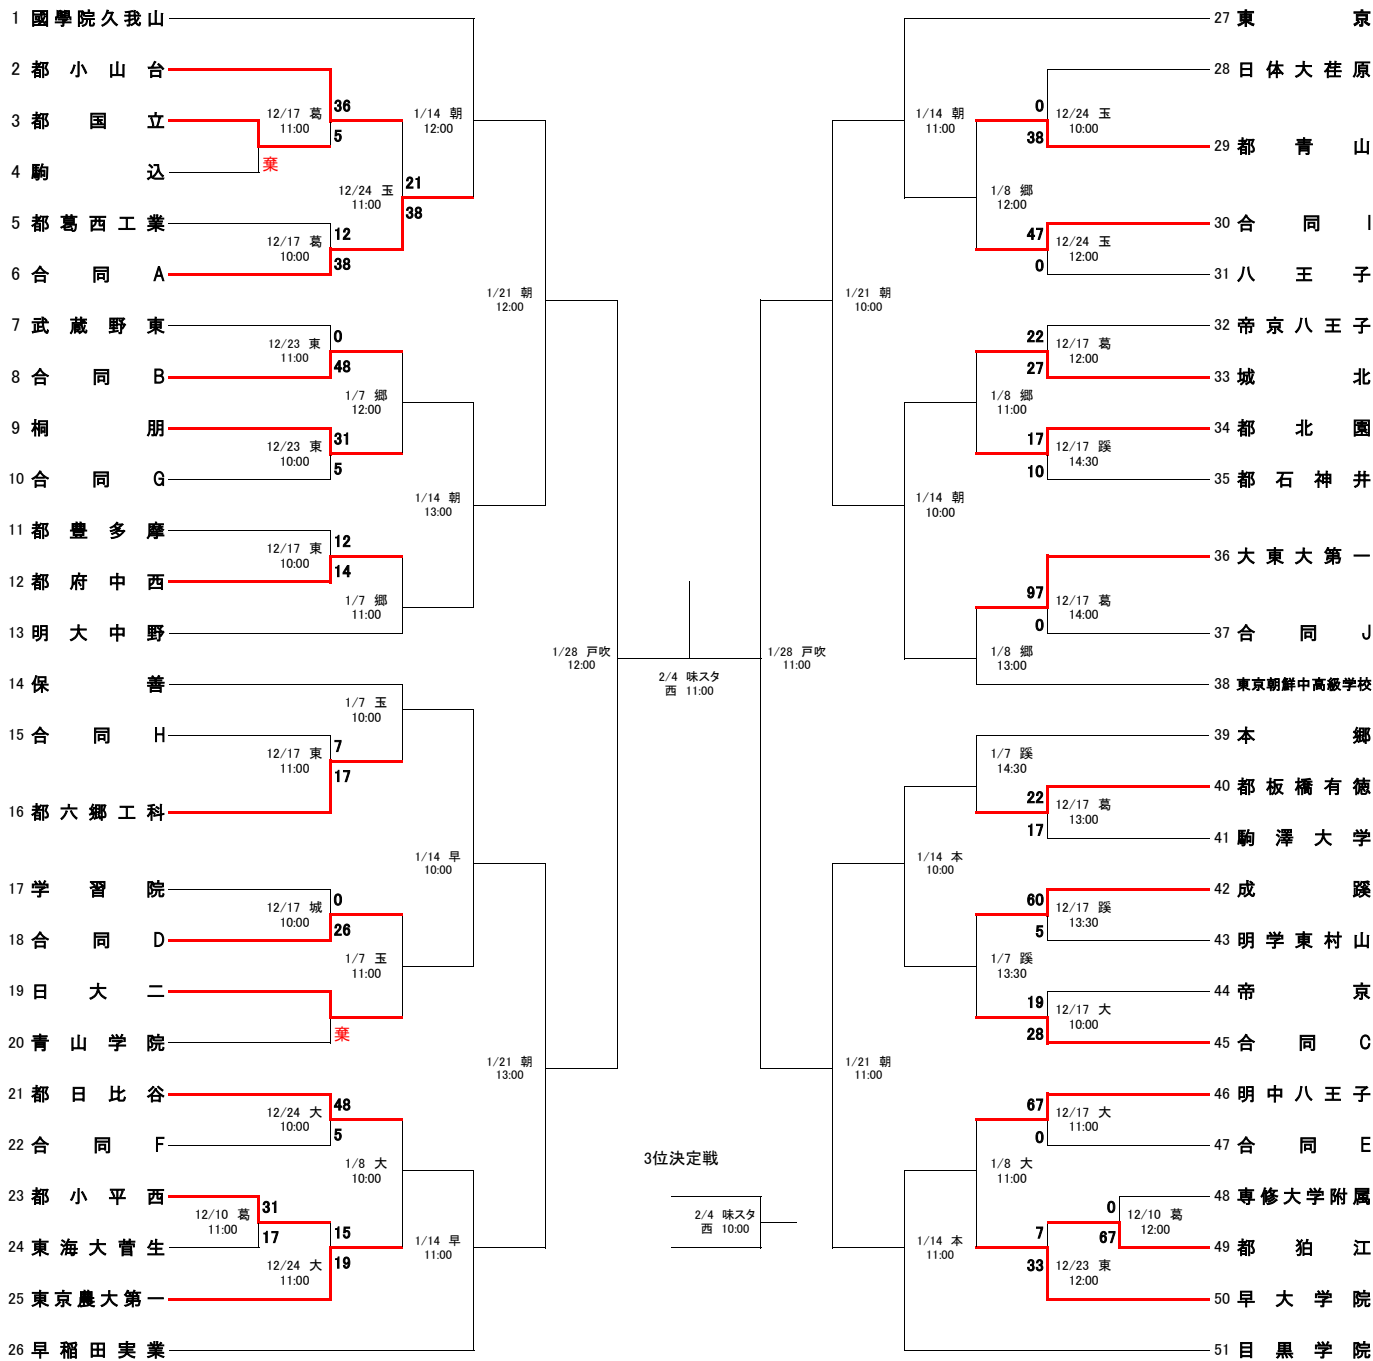 1 國學院久我山
2 都小山台
3 都国立
4 駒込
5 都葛西工業
6 合同A
7 武蔵野東
8 合同B
9 桐朋
10 合同G
11 都豊多摩
12 都府中西
13 明大中野
14 保善
15 合同H
16 都六郷工科
17 学習院
18 合同D
19 日大二
20 青山学院
21 都日比谷
22 合同F
23 都小平西
24 東海大菅生
25 東京農大第一
26 早稲田実業
棄
12/10 葛
11:00
31
17
12/17 葛
11:00
36
5
12/17 葛
10:00
12
38
12/23 東
11:00
0
48
12/23 東
10:00
31
5
12/17 東
10:00
12
14
12/17 東
11:00
7
17
12/17 城
10:00
0
26
棄
12/24 大
10:00
48
5
12/24 大
11:00
15
19
12/24 玉
11:00
21
38
1/7 郷
12:00
1/7 郷
11:00
1/7 玉
10:00
1/7 玉
11:00
1/8 大
10:00
1/14 朝
12:00
1/14 朝
13:00
1/14 早
10:00
1/14 早
11:00
1/21 朝
12:00
1/21 朝
13:00
1/28 戸吹
12:00
2/4 味スタ
西 11:00
3位決定戦
2/4 味スタ
西 10:00
1/28 戸吹
11:00
1/21 朝
10:00
1/21 朝
11:00
1/14 朝
11:00
1/14 朝
10:00
1/14 本
10:00
1/14 本
11:00
1/8 郷
12:00
1/8 郷
11:00
1/8 郷
13:00
1/7 蹊
14:30
1/7 蹊
13:30
1/8 大
11:00
0
38
12/24 玉
10:00
47
0
12/24 玉
12:00
22
27
12/17 葛
12:00
17
10
12/17 蹊
14:30
97
0
12/17 葛
14:00
22
17
12/17 葛
13:00
60
5
12/17 蹊
13:30
19
28
12/17 大
10:00
67
0
12/17 大
11:00
7
33
12/23 東
12:00
0
67
12/10 葛
12:00
27 東京
28 日体大荏原
29 都青山
30 合同I
31 八王子
32 帝京八王子
33 城北
34 都北園
35 都石神井
36 大東大第一
37 合同J
38 東京朝鮮中高級学校
39 本郷
40 都板橋有徳
41 駒澤大学
42 成蹊
43 明学東村山
44 帝京
45 合同C
46 明中八王子
47 合同E
48 専修大学附属
49 都狛江
50 早大学院
51 目黒学院